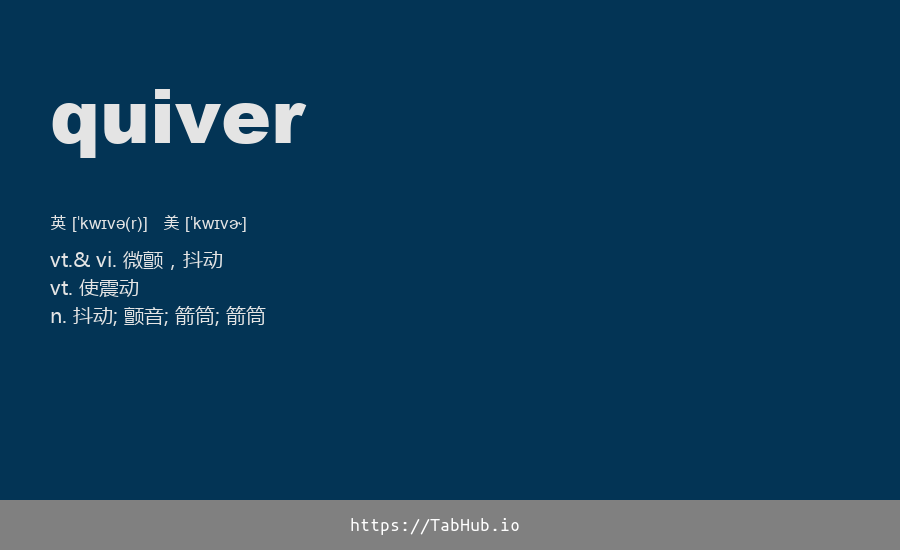 quiver
英 [ˈkwɪvə(r)] 美 [ˈkwɪvɚ]
vt.& vi. 微颤，抖动
vt. 使震动
n. 抖动; 颤音; 箭筒; 箭筒
https://TabHub.io